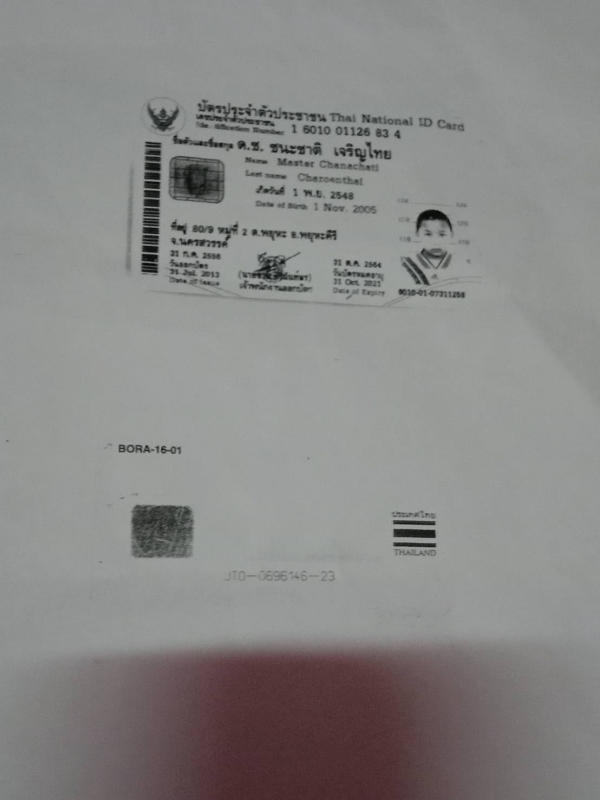 บัตรประจำตัวประชาชน Thai National ID Card
เลขประจำตัวประชาชน
Identification Number 1 6010 01126 83 4
ชื่อตัวและชื่อสกุล ด.ช. ชนะชาติ เจริญไทย
Name Master Chanachati
Last name Charoenthai
เกิดวันที่ 1 พ.ย. 2548
Date of Birth 1 Nov. 2005
ที่อยู่ 80/9 หมู่ที่ 2 ต.พยุหะ อ.พยุหะคีรี
จ.นครสวรรค์
31 ก.ค. 2556
วันออกบัตร
31 Jul. 2013
Date of Issue
เจ้าพนักงานออกบัตร
31 ต.ค. 2564
วันบัตรหมดอายุ
31 Oct. 2021
Date of Expiry
6010-01-07311258
BORA-16-01
ประเทศไทย
THAILAND
JT0-0696146-23